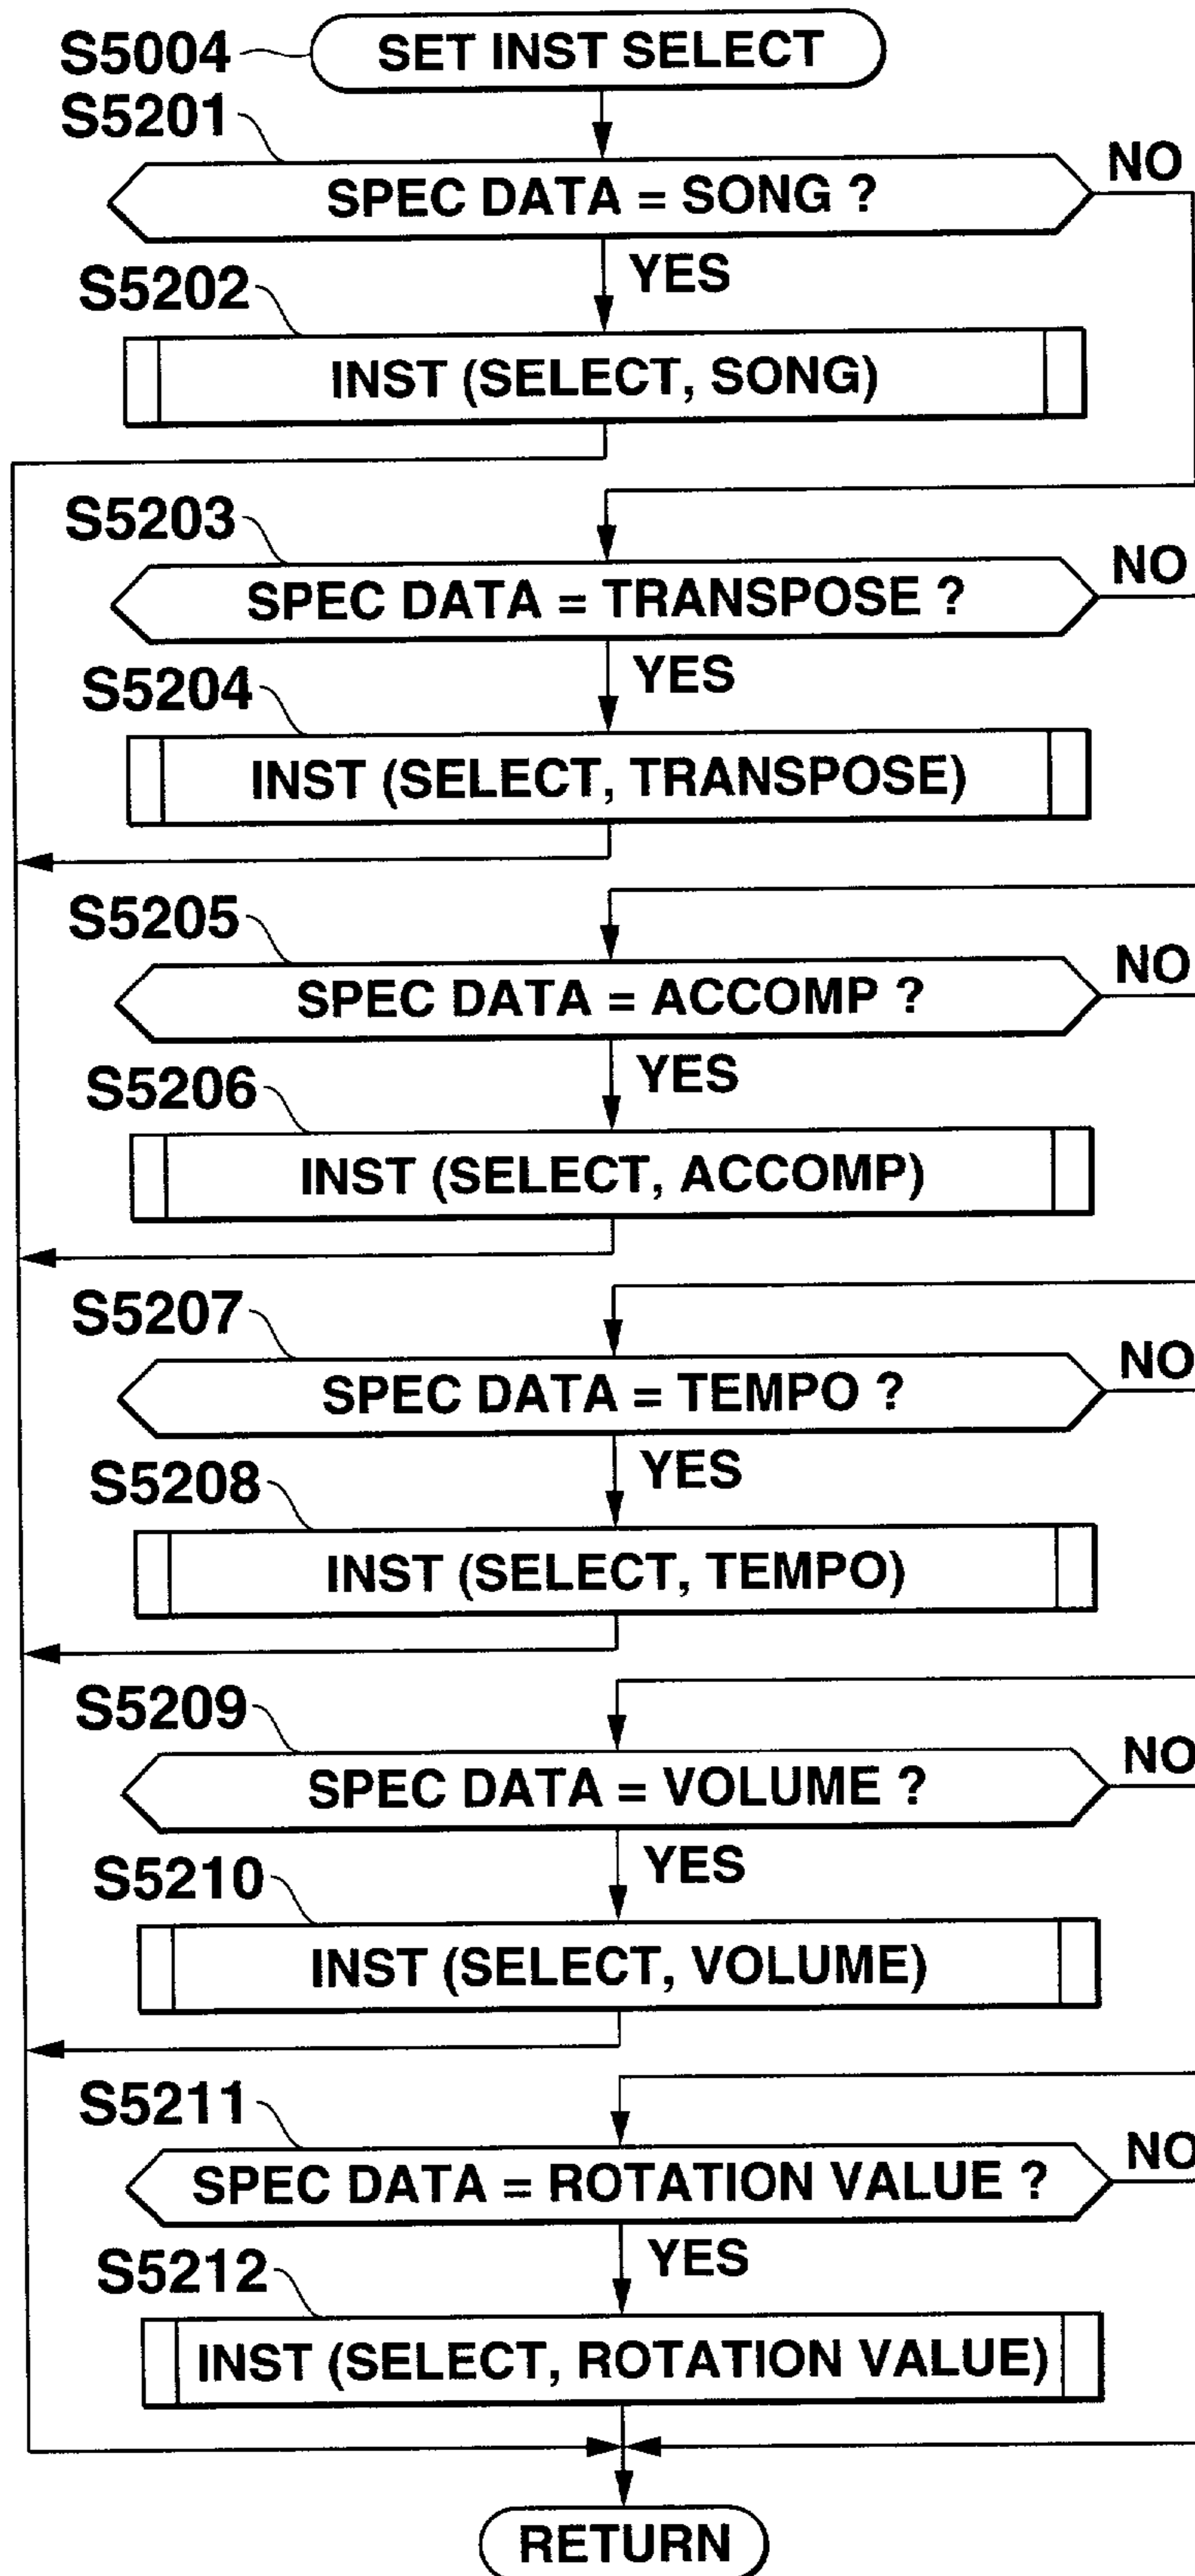 S5004
SET INST SELECT
S5201
SPEC DATA = SONG ?
NO
YES
S5202
INST (SELECT, SONG)
S5203
SPEC DATA = TRANSPOSE ?
NO
YES
S5204
INST (SELECT, TRANSPOSE)
S5205
SPEC DATA = ACCOMP ?
NO
YES
S5206
INST (SELECT, ACCOMP)
S5207
SPEC DATA = TEMPO ?
NO
YES
S5208
INST (SELECT, TEMPO)
S5209
SPEC DATA = VOLUME ?
NO
YES
S5210
INST (SELECT, VOLUME)
S5211
SPEC DATA = ROTATION VALUE ?
NO
YES
S5212
INST (SELECT, ROTATION VALUE)
RETURN